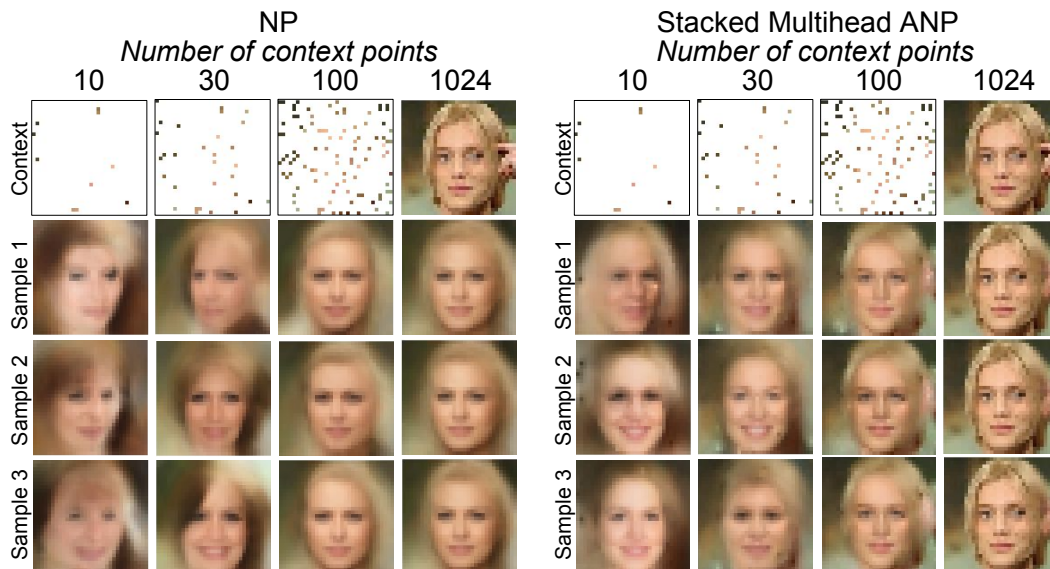 NP
Number of context points
10 30 100 1024
Context
Sample 1
Sample 2
Sample 3
Stacked Multihead ANP
Number of context points
10 30 100 1024
Context
Sample 1
Sample 2
Sample 3